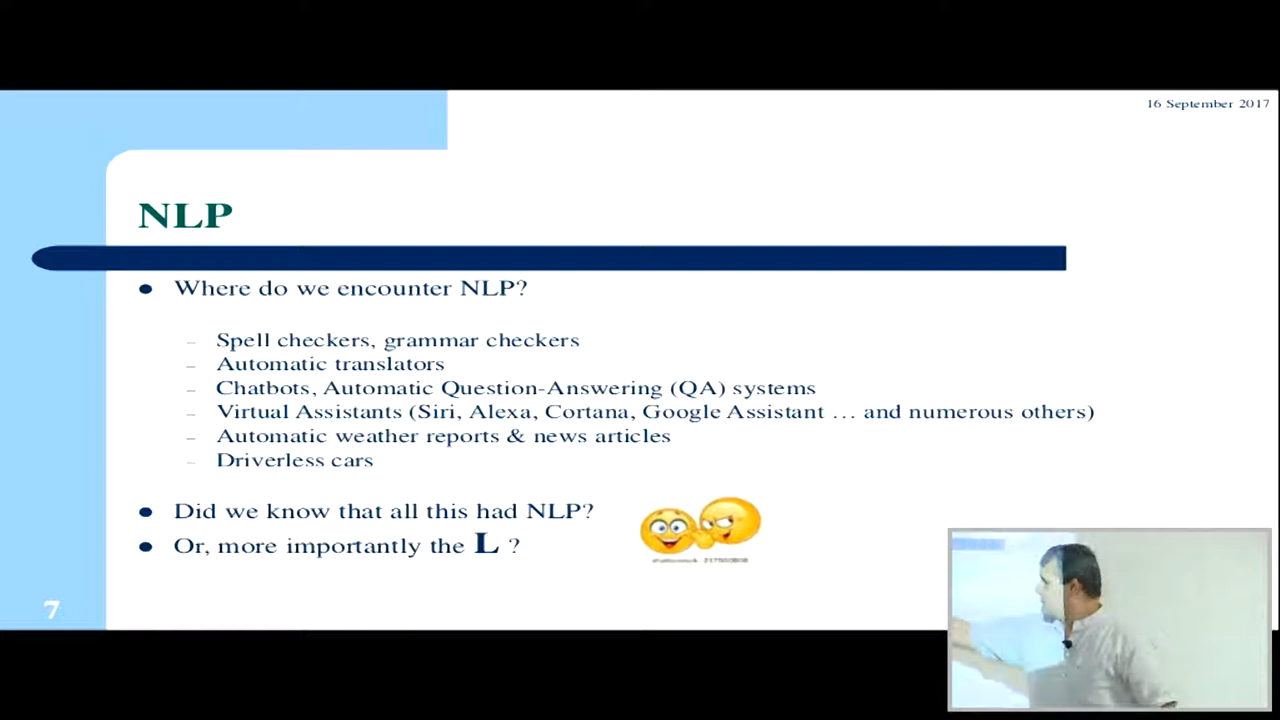 16 September 2017
NLP
Where do we encounter NLP?
– Spell checkers, grammar checkers
– Automatic translators
– Chatbots, Automatic Question-Answering (QA) systems
– Virtual Assistants (Siri, Alexa, Cortana, Google Assistant … and numerous others)
– Automatic weather reports & news articles
– Driverless cars
Did we know that all this had NLP?
Or, more importantly the L ?
7